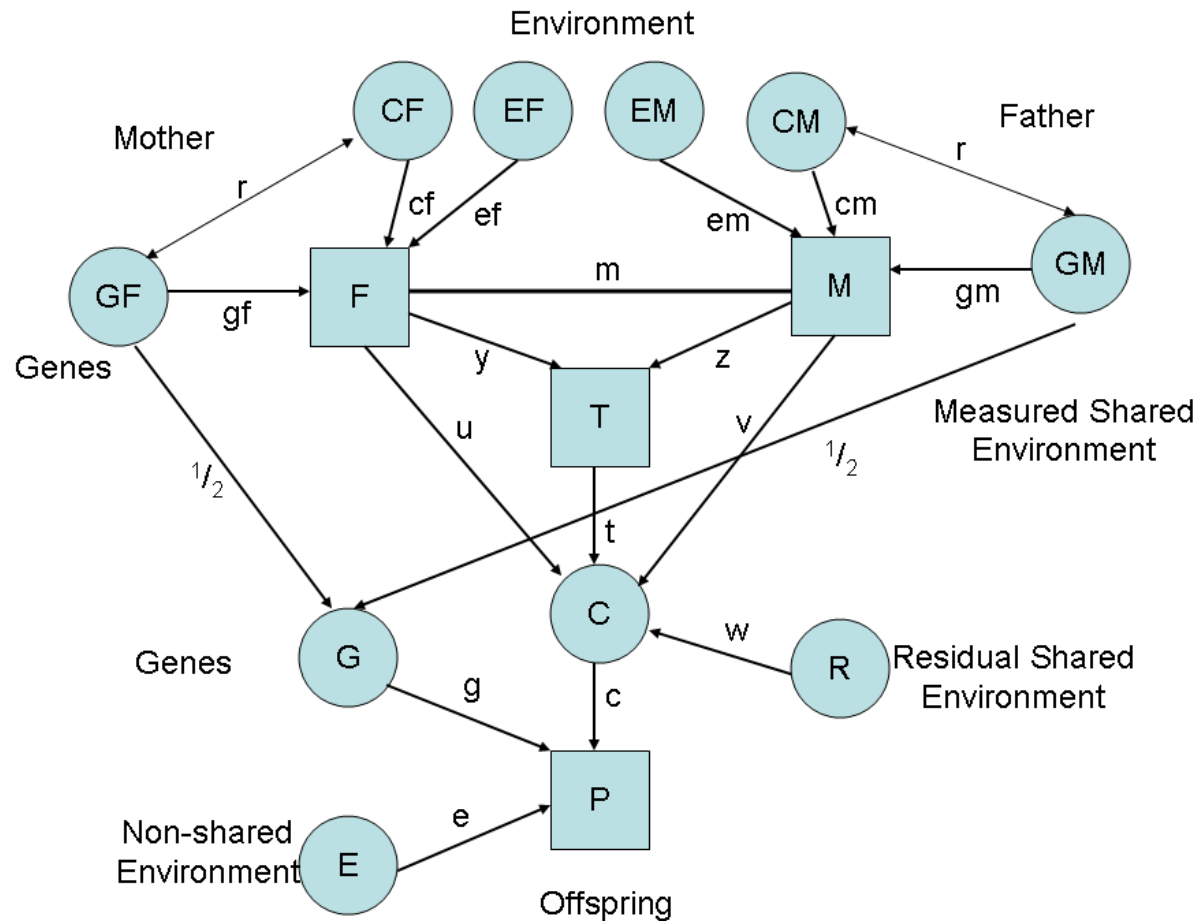 Environment
CF
EF
EM
CM
Mother
Father
r
r
cf
ef
em
cm
GF
gf
F
m
M
gm
GM
Genes
y
z
T
Measured Shared
Environment
u
v
1/2
1/2
t
C
w
Genes
G
g
c
R
Residual Shared
Environment
P
Non-shared
Environment
E
e
Offspring